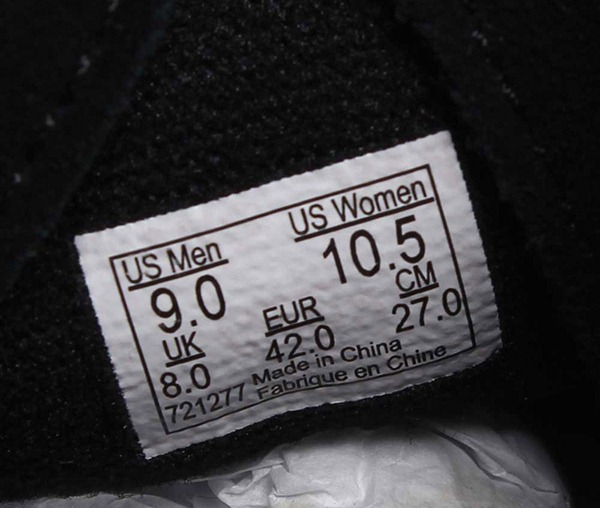 US Men US Women
9.0 10.5
UK EUR CM
8.0 42.0 27.0
721277 Made in China
Fabrique en Chine